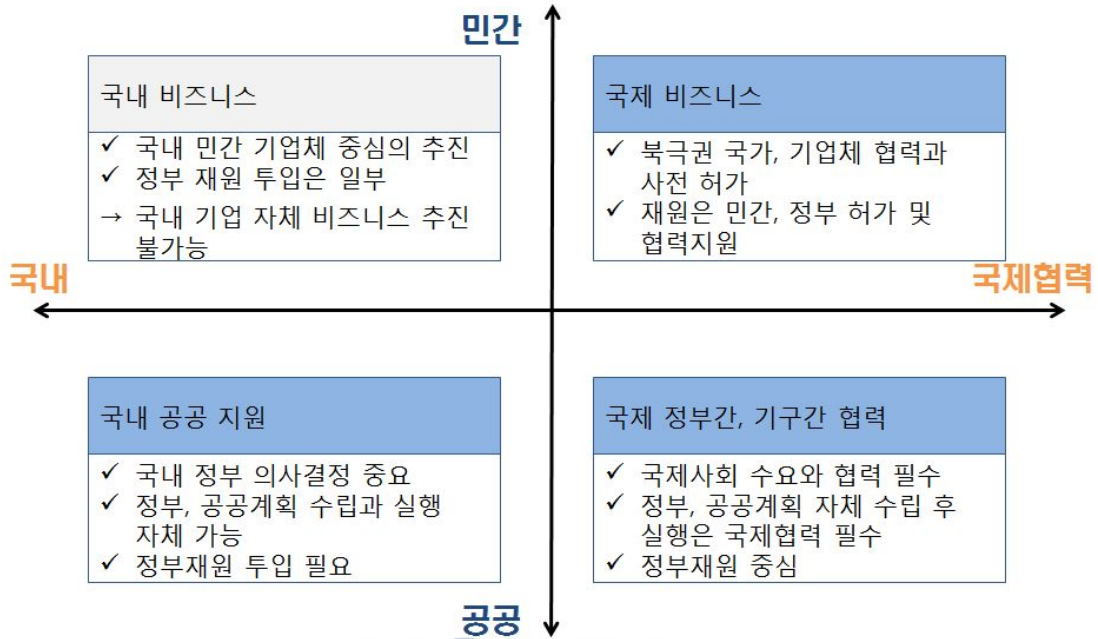 민간
국내 비즈니스
✓ 국내 민간 기업체 중심의 추진
✓ 정부 재원 투입은 일부
→ 국내 기업 자체 비즈니스 추진
불가능
국제 비즈니스
✓ 북극권 국가, 기업체 협력과
사전 허가
✓ 재원은 민간, 정부 허가 및
협력지원
국내
국제협력
국내 공공 지원
✓ 국내 정부 의사결정 중요
✓ 정부, 공공계획 수립과 실행
자체 가능
✓ 정부재원 투입 필요
국제 정부간, 기구간 협력
✓ 국제사회 수요와 협력 필수
✓ 정부, 공공계획 자체 수립 후
실행은 국제협력 필수
✓ 정부재원 중심
공공